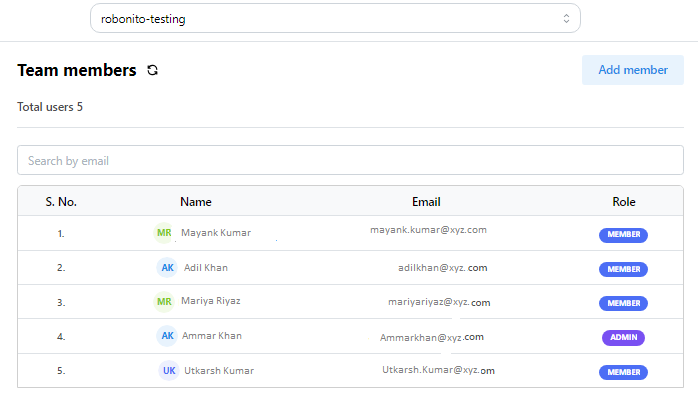 robonito-testing
Team members
Add member
Total users 5
Search by email
S. No. Name Email Role
1. MR Mayank Kumar mayank.kumar@xyz.com MEMBER
2. AK Adil Khan adilkhan@xyz. com MEMBER
3. MR Mariya Riyaz mariyariyaz@xyz. com MEMBER
4. AK Ammar Khan Ammarkhan@xyz. com ADMIN
5. UK Utkarsh Kumar Utkarsh.Kumar@xyz. om MEMBER